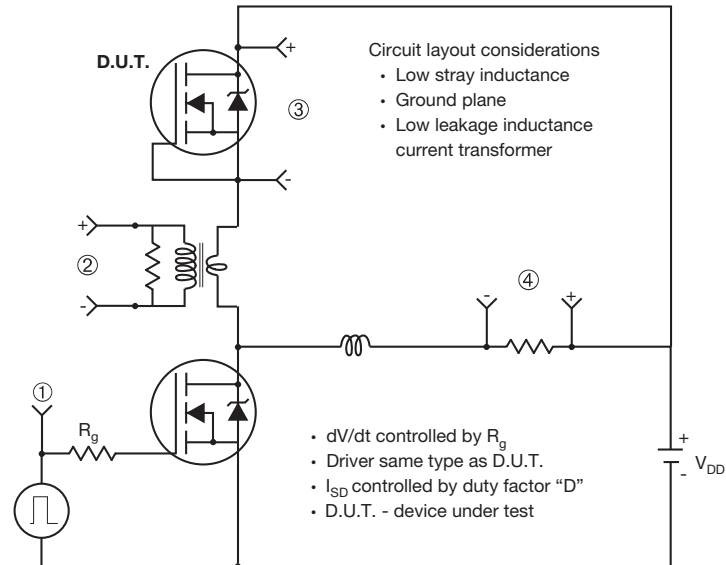 D.U.T.
+
-
③
Circuit layout considerations
• Low stray inductance
• Ground plane
• Low leakage inductance
current transformer
+
②
-
④
-
+
①
Rg
+
VDD
-
• dV/dt controlled by Rg
• Driver same type as D.U.T.
• ISD controlled by duty factor “D”
• D.U.T. - device under test